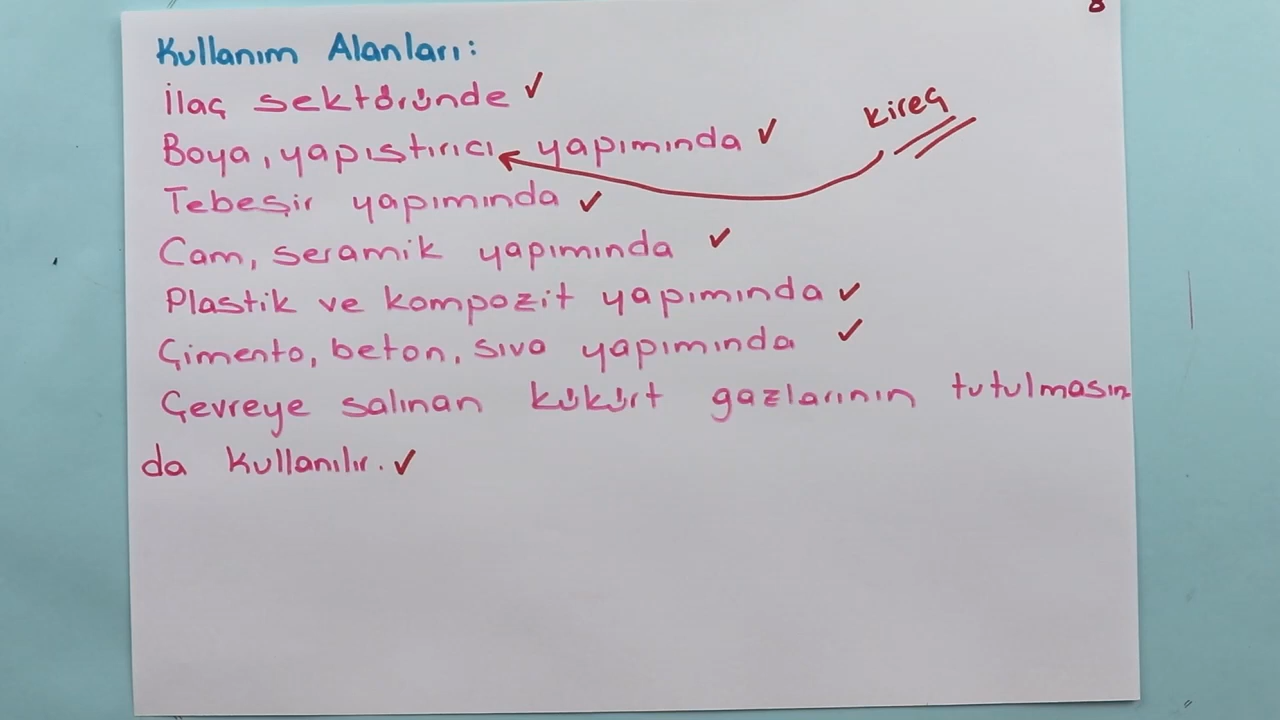 8
Kullanım Alanları:
İlaç sektöründe ✓
kireç
Boya, yapıştırıcı yapımında ✓
Tebeşir yapımında ✓
Cam, seramik yapımında ✓
Plastik ve kompozit yapımında ✓
Çimento, beton, sıva yapımında ✓
Çevreye salınan kükürt gazlarının tutulmasın
da kullanılır. ✓